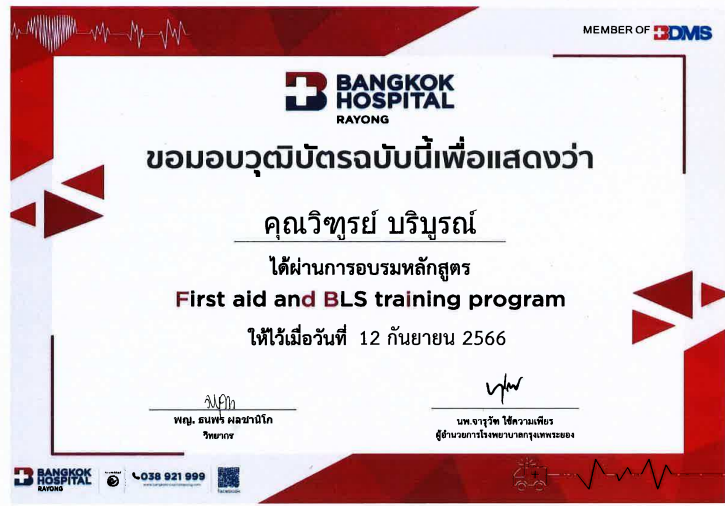 MEMBER OF BDMS
BANGKOK
HOSPITAL
RAYONG
ขอมอบวุฒิบัตรฉบับนี้เพื่อแสดงว่า
คุณวิฑูรย์ บริบูรณ์
ได้ผ่านการอบรมหลักสูตร
First aid and BLS training program
ให้ไว้เมื่อวันที่ 12 กันยายน 2566
พญ. ธนพร ผลชานิโก
วิทยากร
นพ.จารุวัฑ ใช้ความเพียร
ผู้อำนวยการโรงพยาบาลกรุงเทพระยอง
BANGKOK
HOSPITAL
RAYONG
038 921 999
facebook